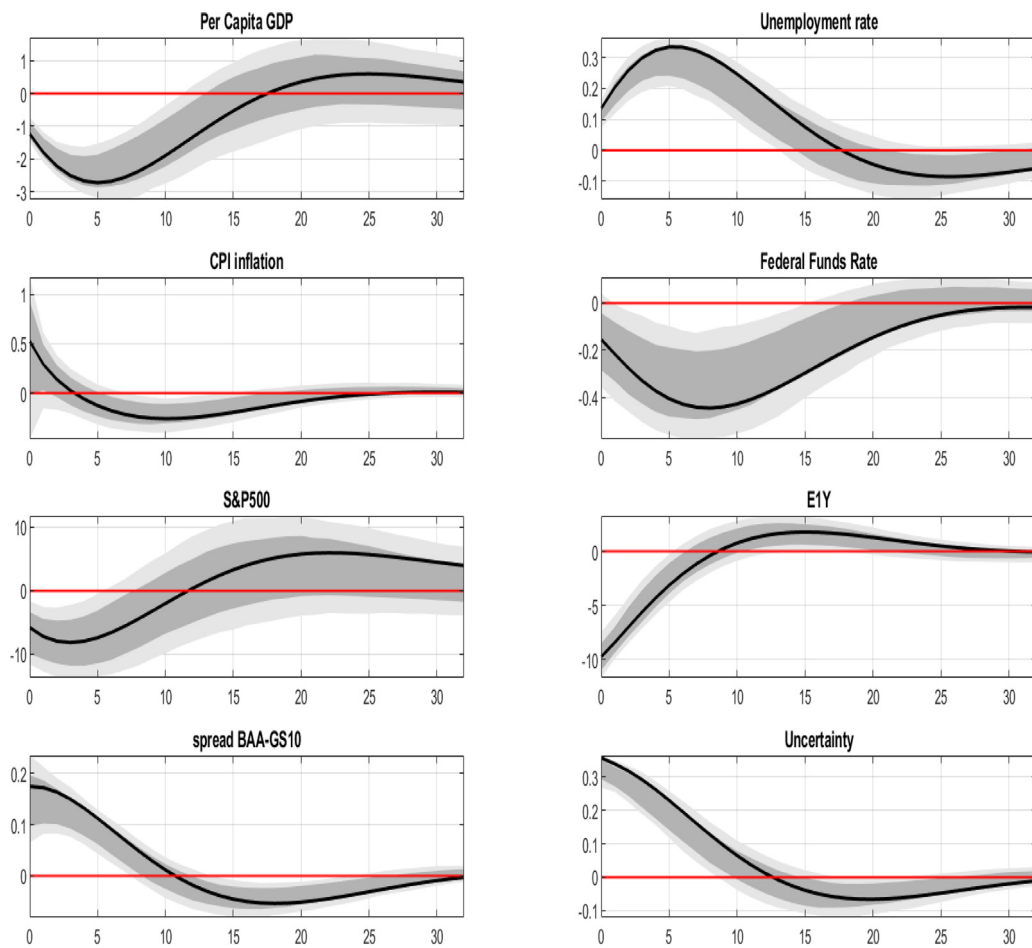 Per Capita GDP
1
0
-1
-2
-3
0 5 10 15 20 25 30
Unemployment rate
0.3
0.2
0.1
0
-0.1
0 5 10 15 20 25 30
CPI inflation
1
0.5
0
0 5 10 15 20 25 30
Federal Funds Rate
0
-0.2
-0.4
0 5 10 15 20 25 30
S&P500
10
0
-10
0 5 10 15 20 25 30
E1Y
0
-5
-10
0 5 10 15 20 25 30
spread BAA-GS10
0.2
0.1
0
0 5 10 15 20 25 30
Uncertainty
0.3
0.2
0.1
0
-0.1
0 5 10 15 20 25 30